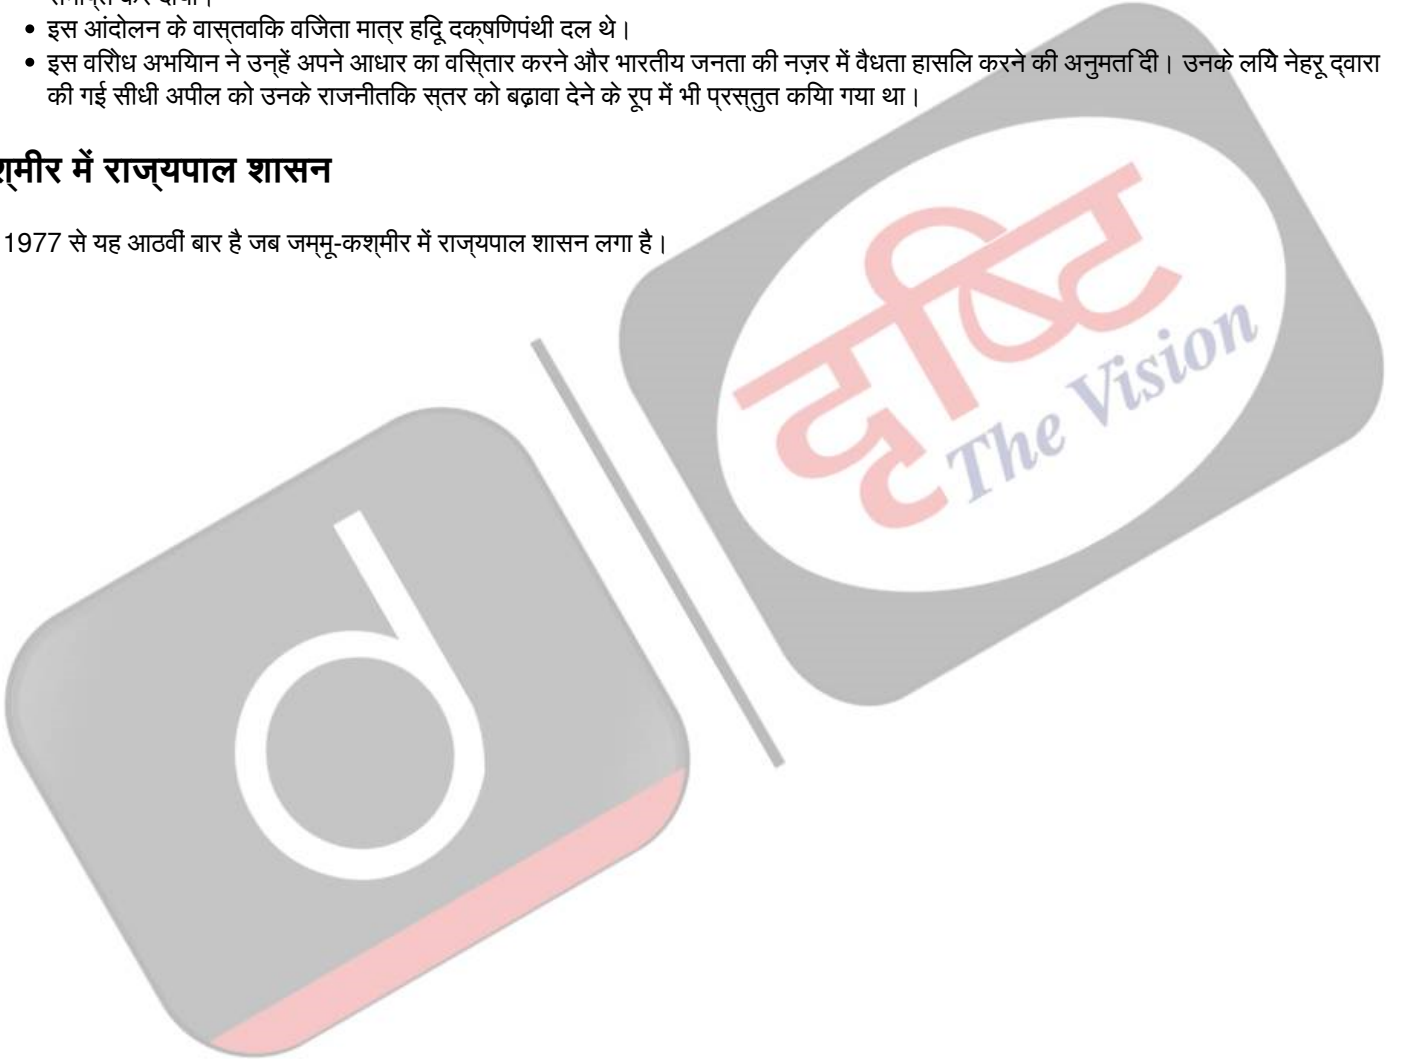 इस आंदोलन के वास्तविक विजेता मात्र हिंदू दक्षिणपंथी दल थे।
इस विरोध अभियान ने उन्हें अपने आधार का विस्तार करने और भारतीय जनता की नज़र में वैधता हासिल करने की अनुमति दी। उनके लिये नेहरू द्वारा
की गई सीधी अपील को उनके राजनीतिक स्तर को बढ़ावा देने के रूप में भी प्रस्तुत किया गया था।
श्मीर में राज्यपाल शासन
1977 से यह आठवीं बार है जब जम्मू-कश्मीर में राज्यपाल शासन लगा है।
दृष्टि
The Vision
d